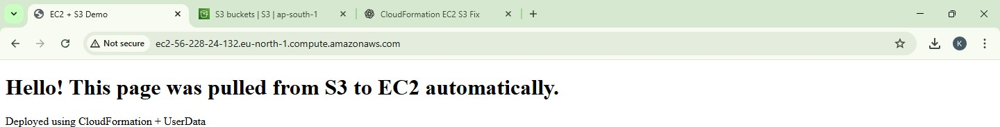 EC2 + S3 Demo
S3 buckets | S3 | ap-south-1
CloudFormation EC2 S3 Fix
Not secure
ec2-56-228-24-132.eu-north-1.compute.amazonaws.com
K
Hello! This page was pulled from S3 to EC2 automatically.
Deployed using CloudFormation + UserData